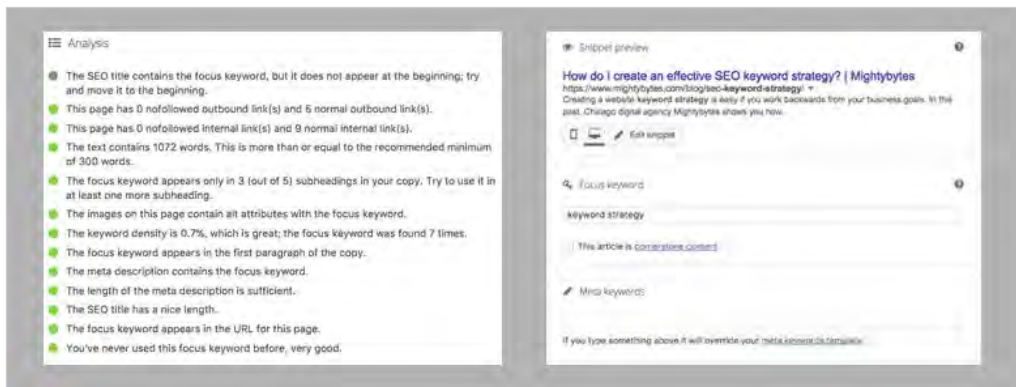 Analysis
The SEO title contains the focus keyword, but it does not appear at the beginning; try
and move it to the beginning.
This page has 0 nofollowed outbound link(s) and 5 normal outbound link(s).
This page has 0 nofollowed internal link(s) and 9 normal internal link(s).
The text contains 1072 words. This is more than or equal to the recommended minimum
of 300 words.
The focus keyword appears only in 3 (out of 5) subheadings in your copy. Try to use it in
at least one more subheading.
The images on this page contain alt attributes with the focus keyword.
The keyword density is 0.7%, which is great; the focus keyword was found 7 times.
The focus keyword appears in the first paragraph of the copy.
The meta description contains the focus keyword.
The length of the meta description is sufficient.
The SEO title has a nice length.
The focus keyword appears in the URL for this page.
You've never used this focus keyword before, very good.
Snippet preview
How do I create an effective SEO keyword strategy? | Mightybytes
https://www.mightybytes.com/blog/seo-keyword-strategy/
Creating a website keyword strategy is easy if you work backwards from your business goals. In this
post, Chicago digital agency Mightybytes shows you how.
Edit snippet
Focus keyword
keyword strategy
This article is cornerstone content
Meta keywords
If you type something above it will override your meta keywords template.